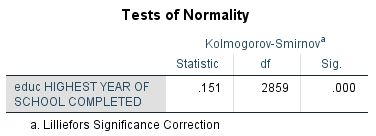 Tests of Normality
Kolmogorov-Smirnovᵃ
Statistic df Sig.
educ HIGHEST YEAR OF SCHOOL COMPLETED .151 2859 .000
a. Lilliefors Significance Correction